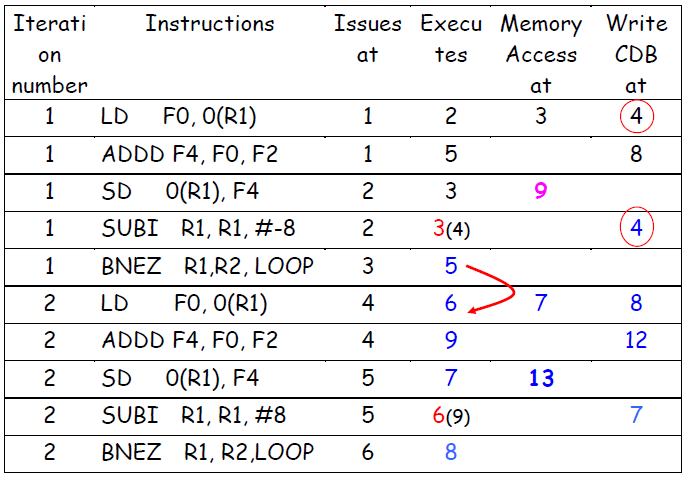 Iterati Instructions Issues Execu Memory Write
on at tes Access CDB
number at at
1 LD F0, 0(R1) 1 2 3 4
1 ADDD F4, F0, F2 1 5 8
1 SD 0(R1), F4 2 3 9
1 SUBI R1, R1, #-8 2 3(4) 4
1 BNEZ R1,R2, LOOP 3 5
2 LD F0, 0(R1) 4 6 7 8
2 ADDD F4, F0, F2 4 9 12
2 SD 0(R1), F4 5 7 13
2 SUBI R1, R1, #8 5 6(9) 7
2 BNEZ R1, R2,LOOP 6 8